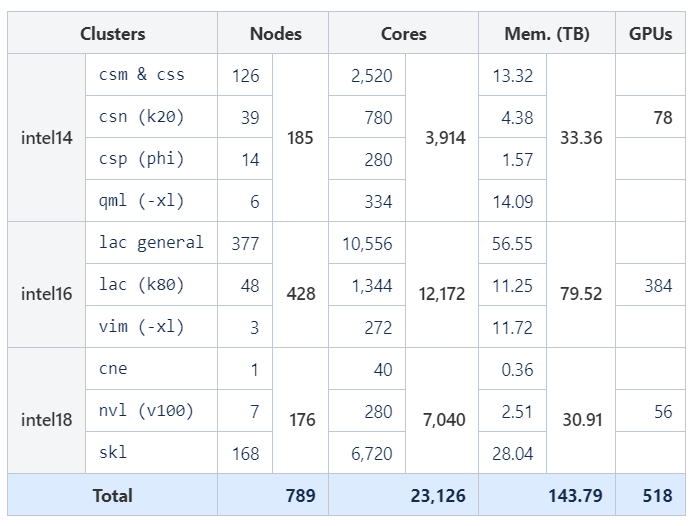 Clusters Nodes Cores Mem. (TB) GPUs
intel14 csm & css 126 185 2,520 3,914 13.32 33.36
csn (k20) 39 780 4.38 78
csp (phi) 14 280 1.57
qml (-xl) 6 334 14.09
intel16 lac general 377 428 10,556 12,172 56.55 79.52
lac (k80) 48 1,344 11.25 384
vim (-xl) 3 272 11.72
intel18 cne 1 176 40 7,040 0.36 30.91
nvl (v100) 7 280 2.51 56
skl 168 6,720 28.04
Total 789 23,126 143.79 518